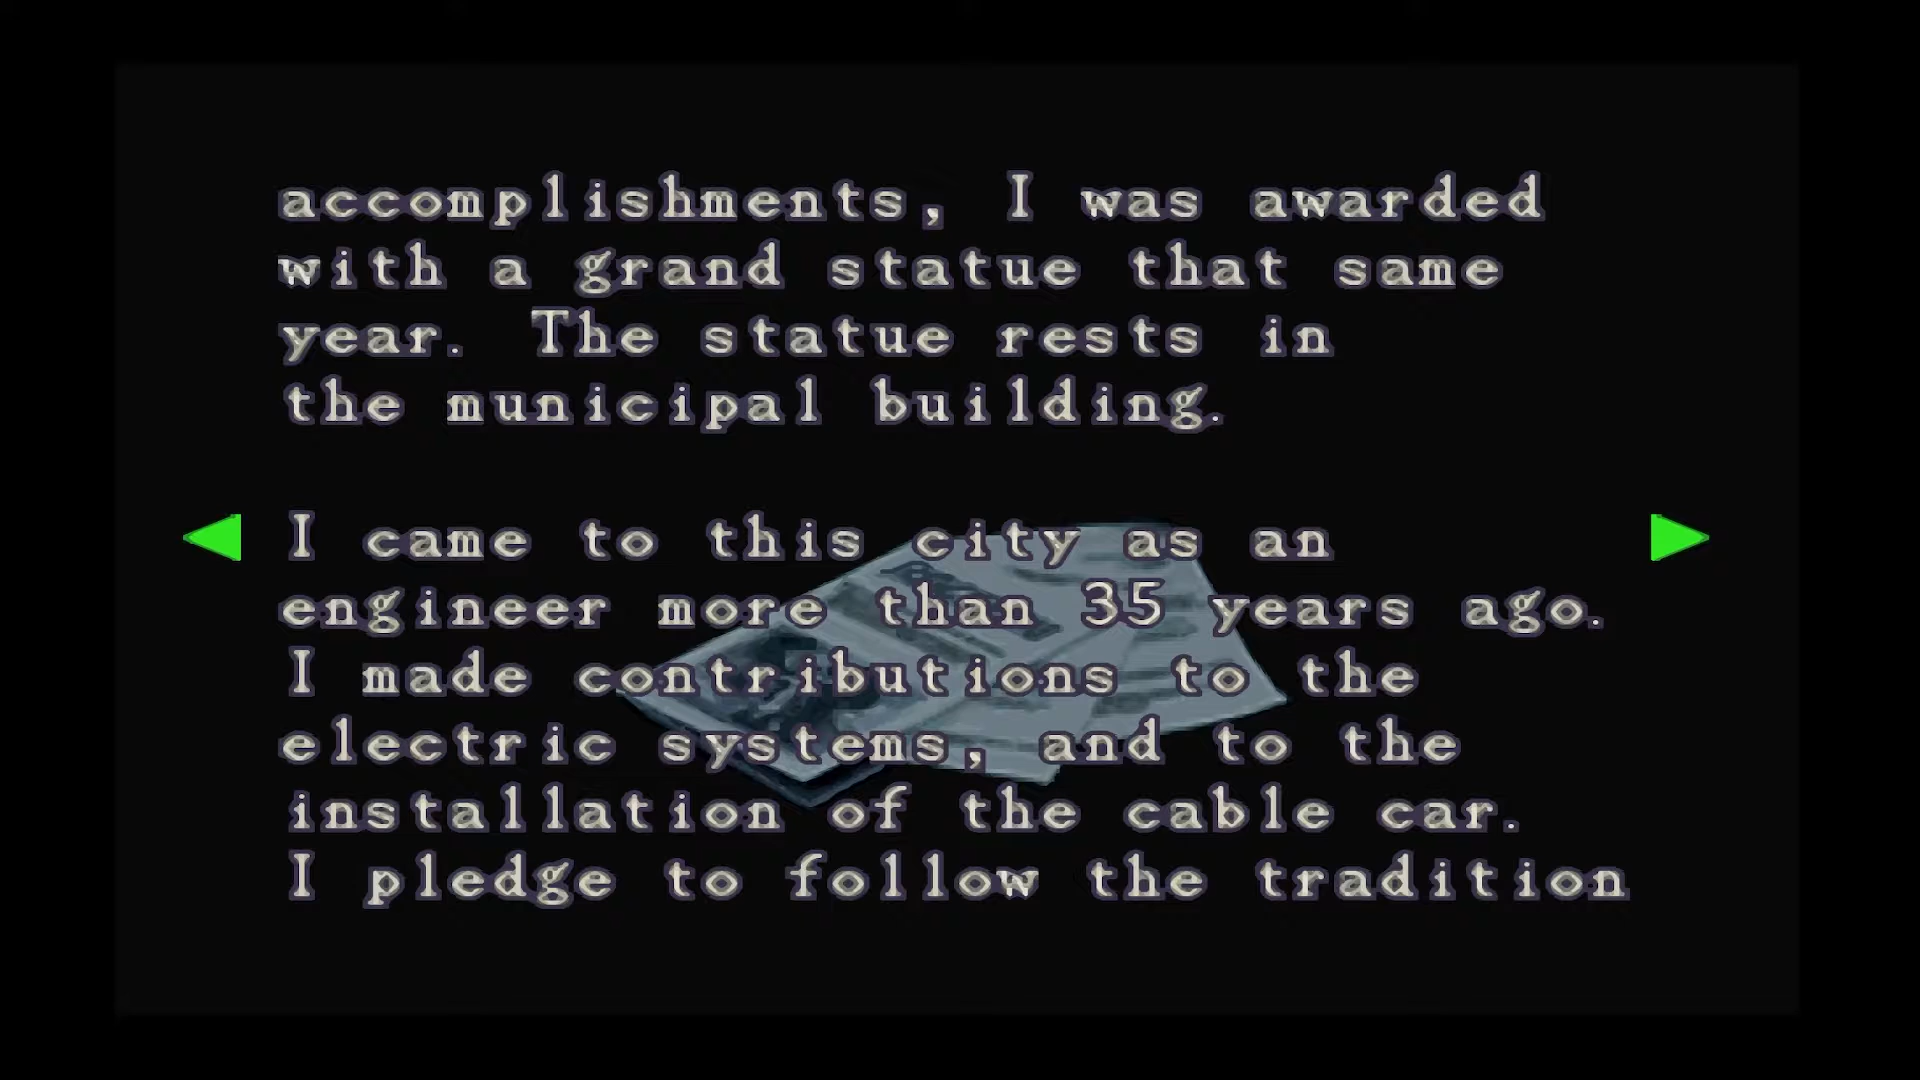 accomplishments, I was awarded
with a grand statue that same
year. The statue rests in
the municipal building.
I came to this city as an
engineer more than 35 years ago.
I made contributions to the
electric systems, and to the
installation of the cable car.
I pledge to follow the tradition